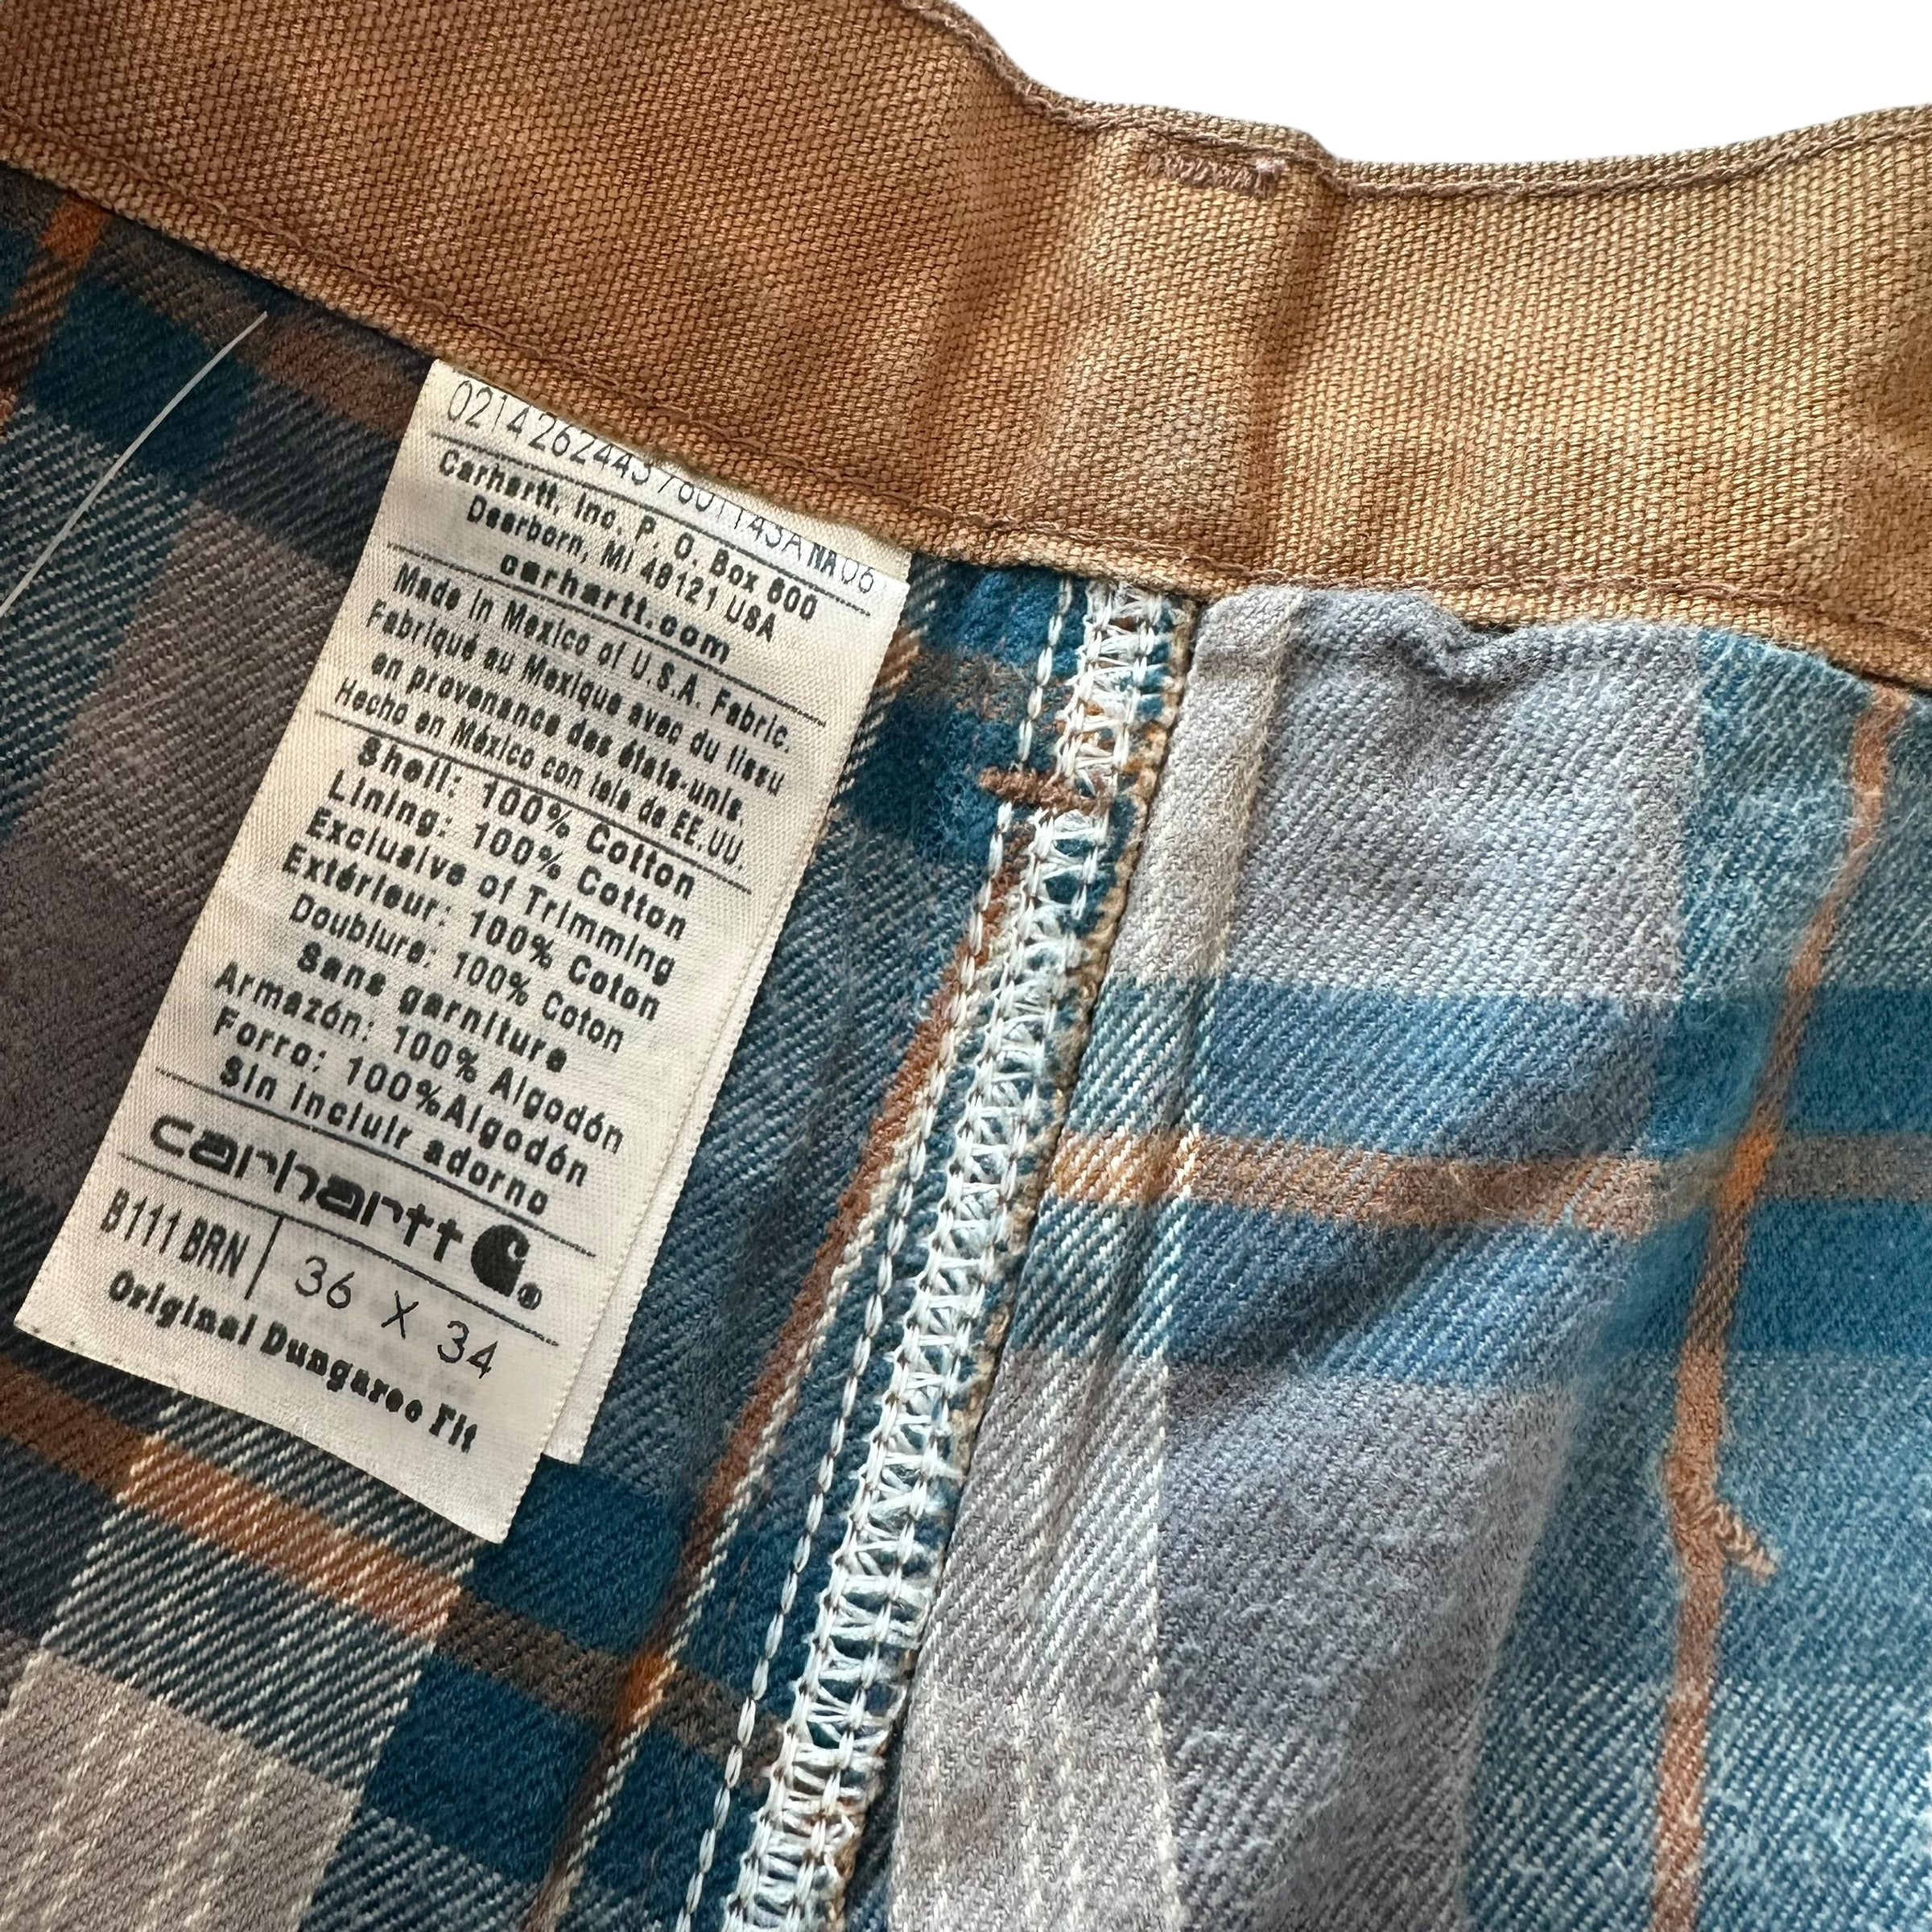 Carhartt, Inc. P. O. Box 600
Dearborn, MI 48121 USA
carhartt.com
Made in Mexico of U.S.A. Fabric.
Fabriqué au Mexique avec du tissu
en provenance des états-unis.
Hecho en México con tela de EE.UU.
Shell: 100% Cotton
Lining: 100% Cotton
Exclusive of Trimming
Extérieur: 100% Coton
Doublure: 100% Coton
Sans garniture
Armazón: 100% Algodón
Forro: 100%Algodón
Sin incluir adorno
carhartt ®
B111 BRN 36 X 34
Original Dungaree Fit